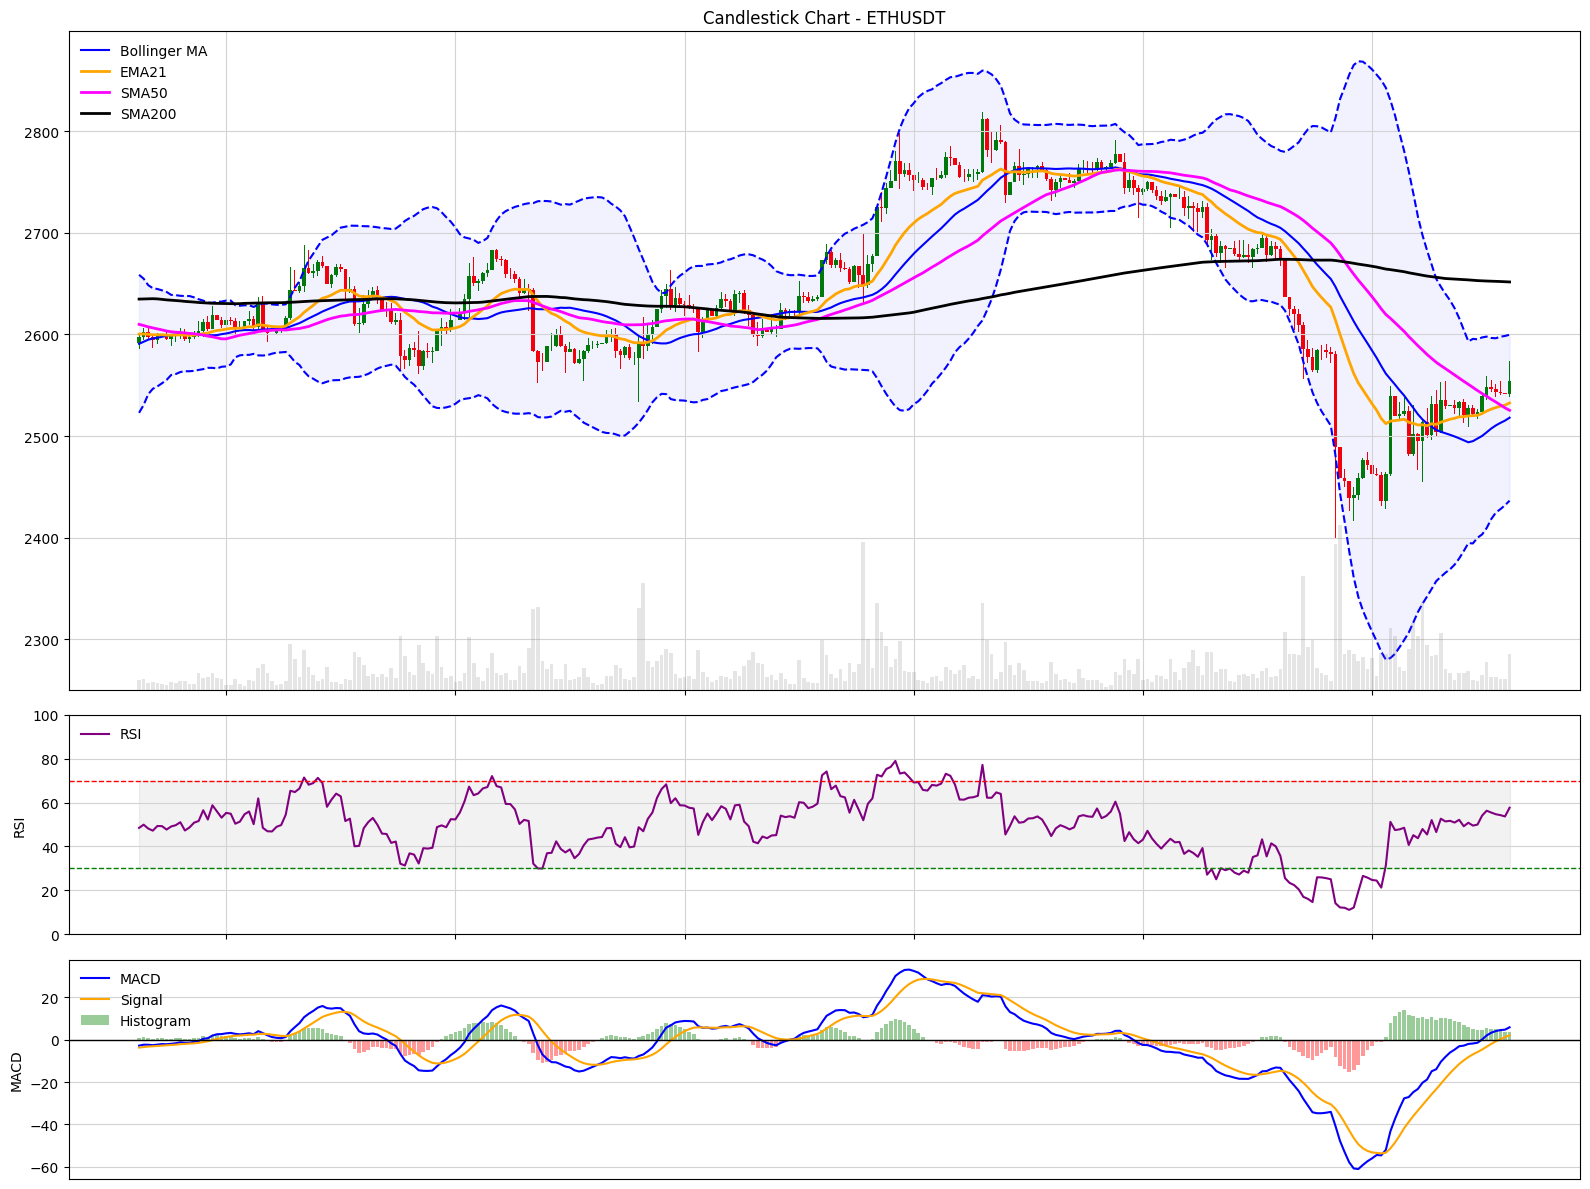 Candlestick Chart - ETHUSDT
Bollinger MA
EMA21
SMA50
SMA200
2800
2700
2600
2500
2400
2300
RSI
100
80
60
40
20
0
RSI
MACD
Signal
Histogram
20
0
−20
−40
−60
MACD